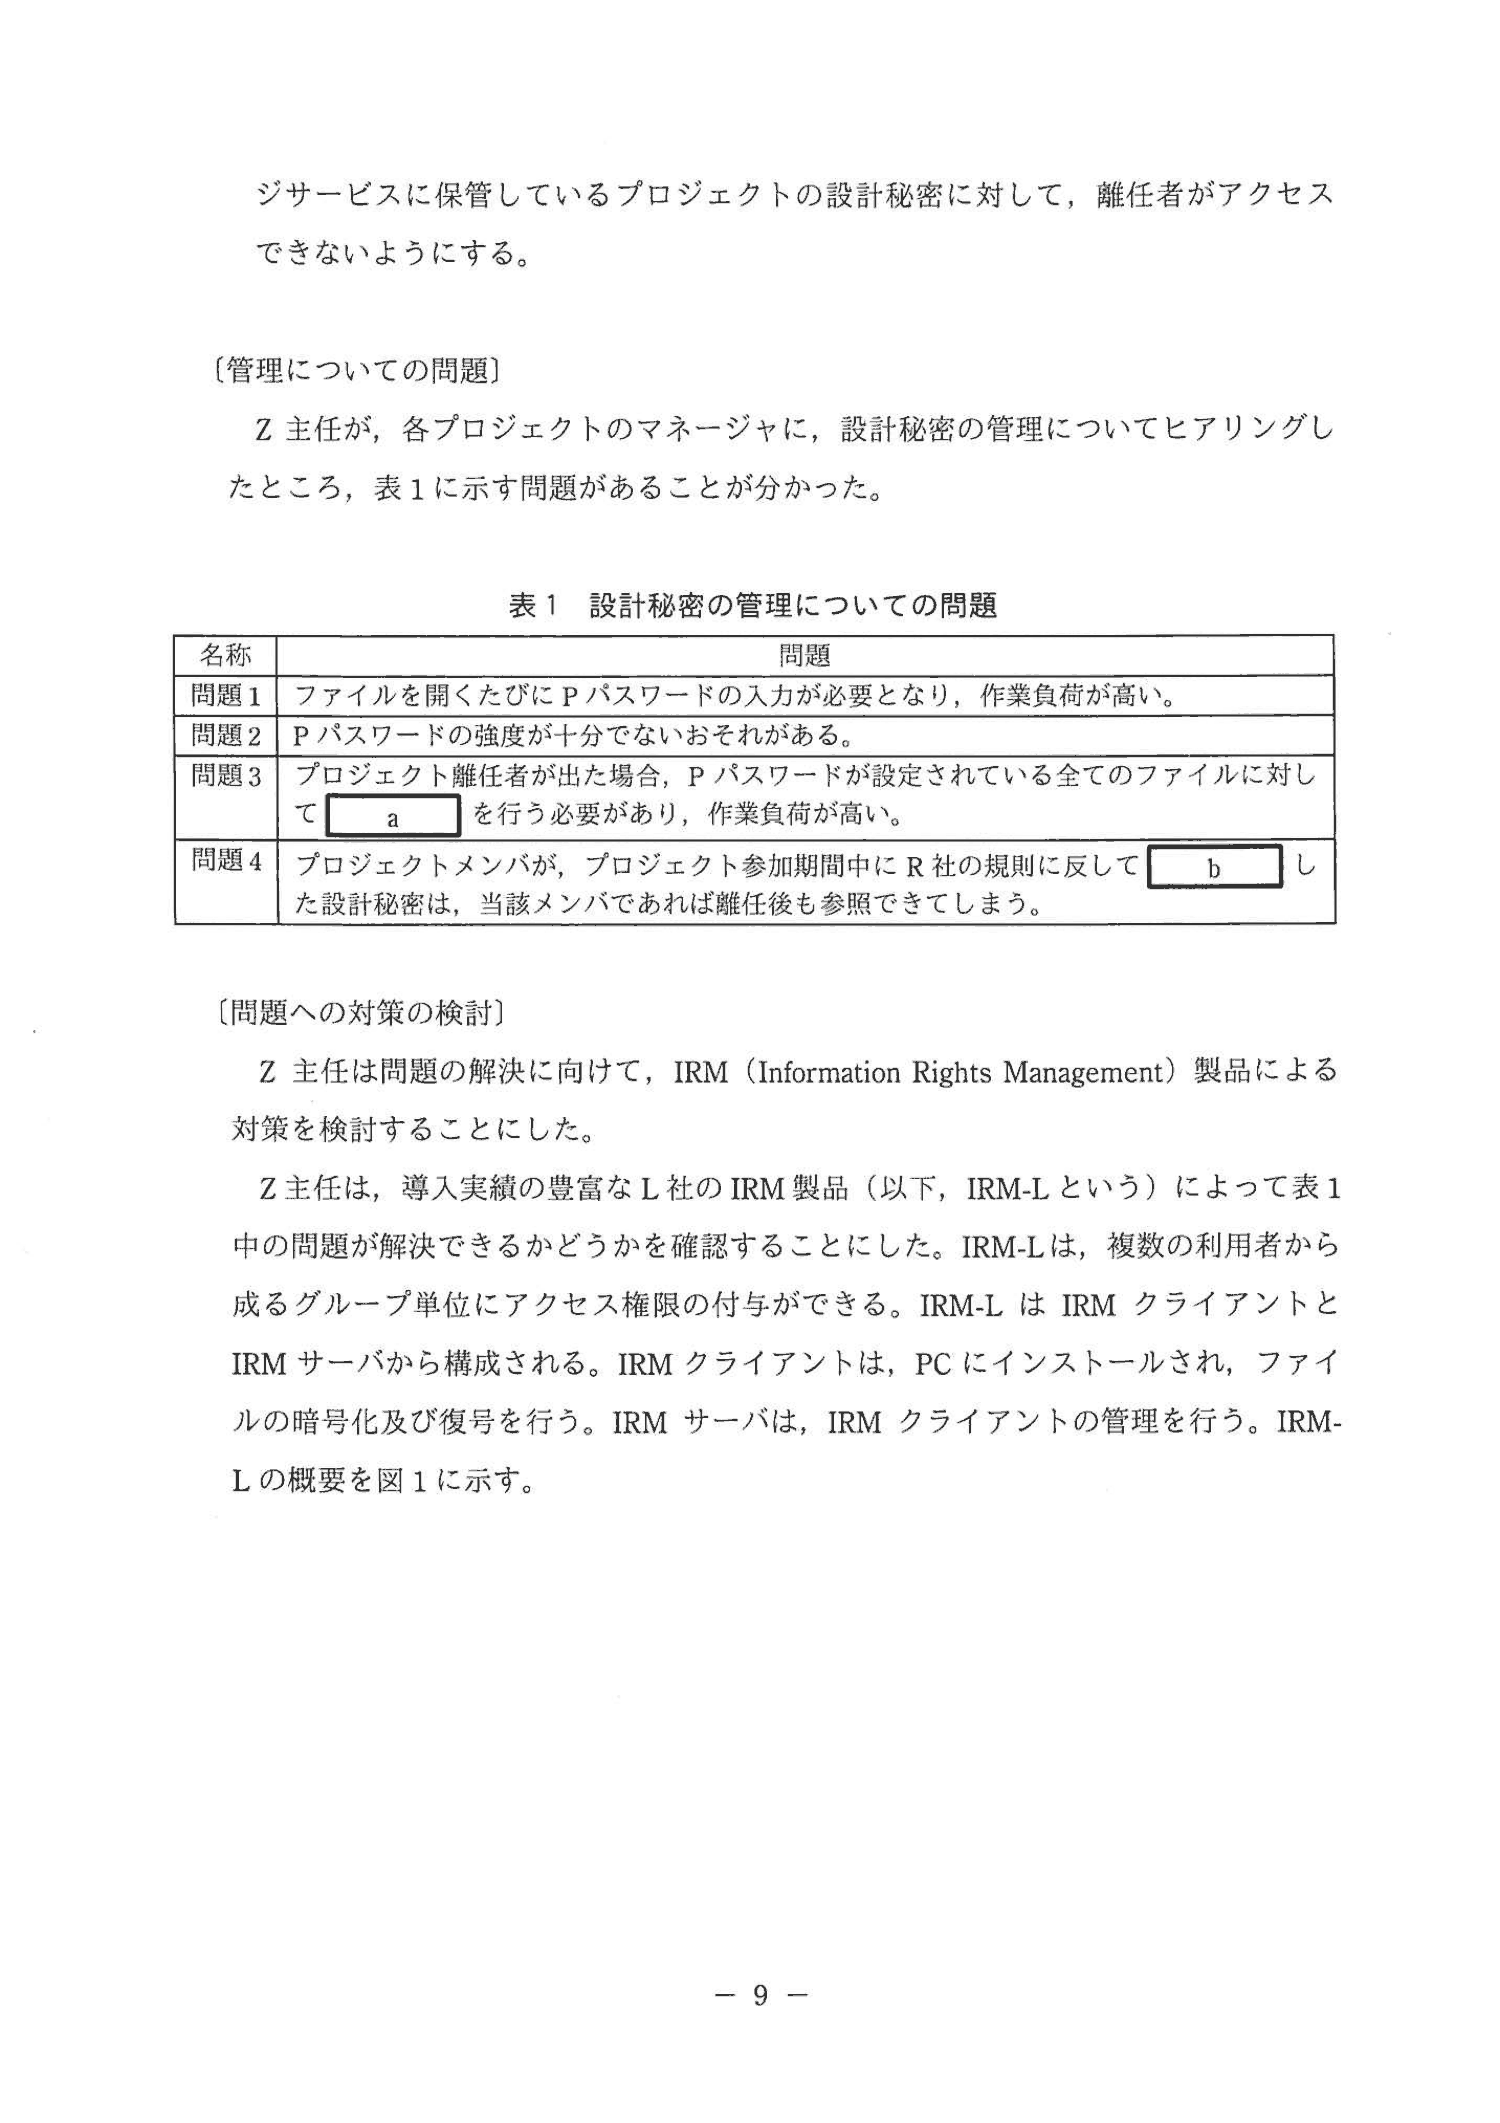 ジサービスに保管しているプロジェクトの設計秘密に対して，離任者がアクセス
できないようにする。
〔管理についての問題〕
Z 主任が，各プロジェクトのマネージャに，設計秘密の管理についてヒアリングし
たところ，表 1 に示す問題があることが分かった。
表 1　設計秘密の管理についての問題
名称 問題
問題 1 ファイルを開くたびに P パスワードの入力が必要となり，作業負荷が高い。
問題 2 P パスワードの強度が十分でないおそれがある。
問題 3 プロジェクト離任者が出た場合，P パスワードが設定されている全てのファイルに対し
て a を行う必要があり，作業負荷が高い。
問題 4 プロジェクトメンバが，プロジェクト参加期間中に R 社の規則に反して b し
た設計秘密は，当該メンバであれば離任後も参照できてしまう。
〔問題への対策の検討〕
Z 主任は問題の解決に向けて，IRM（Information Rights Management）製品による
対策を検討することにした。
Z 主任は，導入実績の豊富な L 社の IRM 製品（以下，IRM-L という）によって表 1
中の問題が解決できるかどうかを確認することにした。IRM-L は，複数の利用者から
成るグループ単位にアクセス権限の付与ができる。IRM-L は IRM クライアントと
IRM サーバから構成される。IRM クライアントは，PC にインストールされ，ファイ
ルの暗号化及び復号を行う。IRM サーバは，IRM クライアントの管理を行う。IRM-
L の概要を図 1 に示す。
－ 9 －